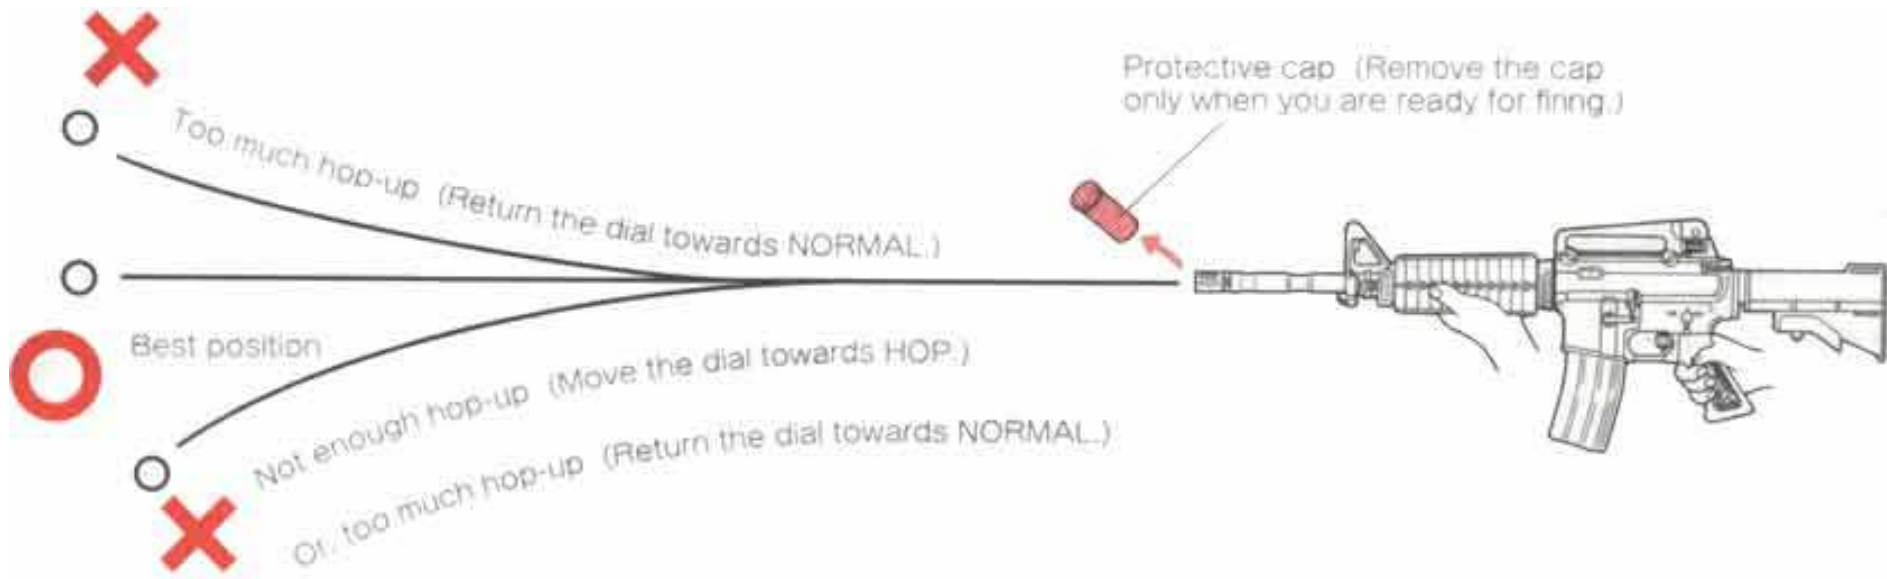 Protective cap (Remove the cap
only when you are ready for firing.)
Too much hop-up (Return the dial towards NORMAL.)
Best position
Not enough hop-up (Move the dial towards HOP.)
Or, too much hop-up (Return the dial towards NORMAL.)